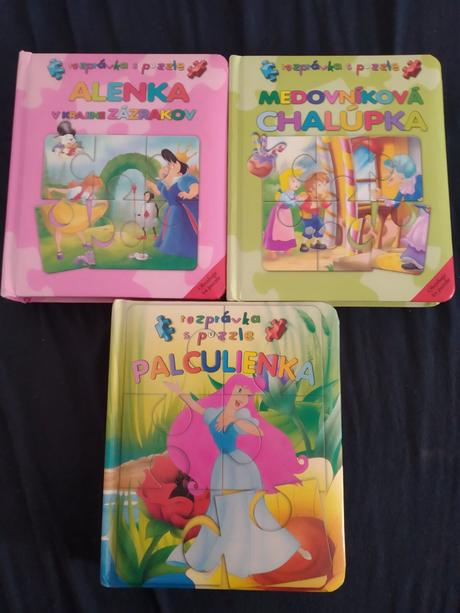 rozprávka s puzzle
ALENKA
V KRAJINE ZÁZRAKOV
rozprávka s puzzle
MEDOVNÍKOVÁ
CHALÚPKA
rozprávka
s puzzle
PALCULIENKA